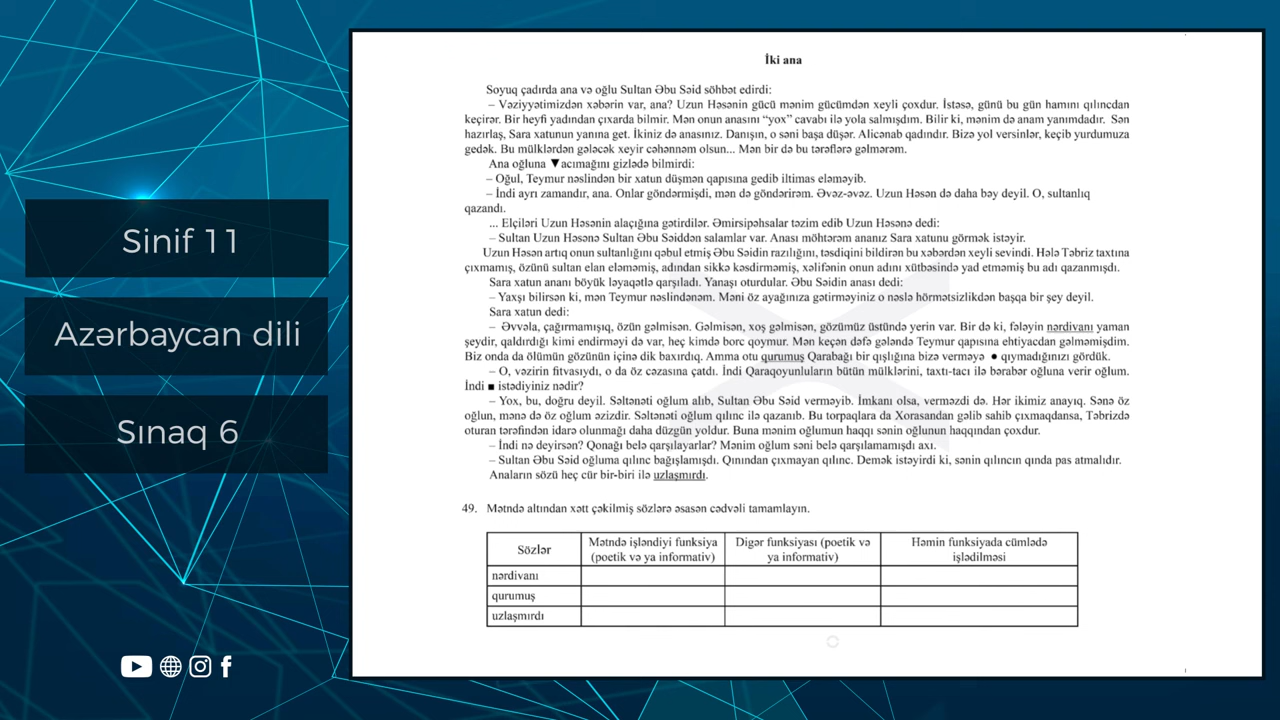 Sinif 11
Azərbaycan dili
Sınaq 6
İki ana
Soyuq çadırda ana və oğlu Sultan Əbu Səid söhbət edirdi:
– Vəziyyətimizdən xəbərin var, ana? Uzun Həsənin gücü mənim gücümdən xeyli çoxdur. İstəsə, günü bu gün hamını qılıncdan
keçirər. Bir heyfi yadından çıxarda bilmir. Mən onun anasını “yox” cavabı ilə yola salmışdım. Bilir ki, mənim də anam yanımdadır. Sən
hazırlaş, Sara xatunun yanına get. İkiniz də anasınız. Danışın, o səni başa düşər. Alicənab qadındır. Bizə yol versinlər, keçib yurdumuza
gedək. Bu mülklərdən gələcək xeyir cəhənnəm olsun... Mən bir də bu tərəflərə gəlmərəm.
Ana oğluna ▼acımağını gizlədə bilmirdi:
– Oğul, Teymur nəslindən bir xatun düşmən qapısına gedib iltimas eləməyib.
– İndi ayrı zamandır, ana. Onlar göndərmişdi, mən də göndərirəm. Əvəz-əvəz. Uzun Həsən də daha bəy deyil. O, sultanlıq
qazandı.
... Elçiləri Uzun Həsənin alaçığına gətirdilər. Əmirsipəhsalar təzim edib Uzun Həsənə dedi:
– Sultan Uzun Həsənə Sultan Əbu Səiddən salamlar var. Anası möhtərəm ananız Sara xatunu görmək istəyir.
Uzun Həsən artıq onun sultanlığını qəbul etmiş Əbu Səidin razılığını, təsdiqini bildirən bu xəbərdən xeyli sevindi. Hələ Təbriz taxtına
çıxmamış, özünü sultan elan eləməmiş, adından sikkə kəsdirməmiş, xəlifənin onun adını xütbəsində yad etməmiş bu adı qazanmışdı.
Sara xatun ananı böyük ləyaqətlə qarşıladı. Yanaşı oturdular. Əbu Səidin anası dedi:
– Yaxşı bilirsən ki, mən Teymur nəslindənəm. Məni öz ayağınıza gətirməyiniz o nəslə hörmətsizlikdən başqa bir şey deyil.
Sara xatun dedi:
– Əvvəla, çağırmamışıq, özün gəlmisən. Gəlmisən, xoş gəlmisən, gözümüz üstündə yerin var. Bir də ki, fələyin nərdivanı yaman
şeydir, qaldırdığı kimi endirməyi də var, heç kimdə borc qoymur. Mən keçən dəfə gələndə Teymur qapısına ehtiyacdan gəlməmişdim.
Biz onda da ölümün gözünün içinə dik baxırdıq. Amma otu qurumuş Qarabağı bir qışlığına bizə verməyə ● qıymadığınızı gördük.
– O, vəzirin fitvasıydı, o da öz cəzasına çatdı. İndi Qaraqoyunluların bütün mülklərini, taxtı-tacı ilə bərabər oğluna verir oğlum.
İndi ■ istədiyiniz nədir?
– Yox, bu, doğru deyil. Səltənəti oğlum alıb, Sultan Əbu Səid verməyib. İmkanı olsa, verməzdi də. Hər ikimiz anayıq. Sənə öz
oğlun, mənə də öz oğlum əzizdir. Səltənəti oğlum qılınc ilə qazanıb. Bu torpaqlara da Xorasandan gəlib sahib çıxmaqdansa, Təbrizdə
oturan tərəfindən idarə olunmağı daha düzgün yoldur. Buna mənim oğlumun haqqı sənin oğlunun haqqından çoxdur.
– İndi nə deyirsən? Qonağı belə qarşılayarlar? Mənim oğlum səni belə qarşılamamışdı axı.
– Sultan Əbu Səid oğluma qılınc bağışlamışdı. Qınından çıxmayan qılınc. Demək istəyirdi ki, sənin qılıncın qında pas atmalıdır.
Anaların sözü heç cür bir-biri ilə uzlaşmırdı.
49. Mətndə altından xətt çəkilmiş sözlərə əsasən cədvəli tamamlayın.
Sözlər
Mətndə işləndiyi funksiya
(poetik və ya informativ)
Digər funksiyası (poetik və
ya informativ)
Həmin funksiyada cümlədə
işlədilməsi
nərdivanı
qurumuş
uzlaşmırdı